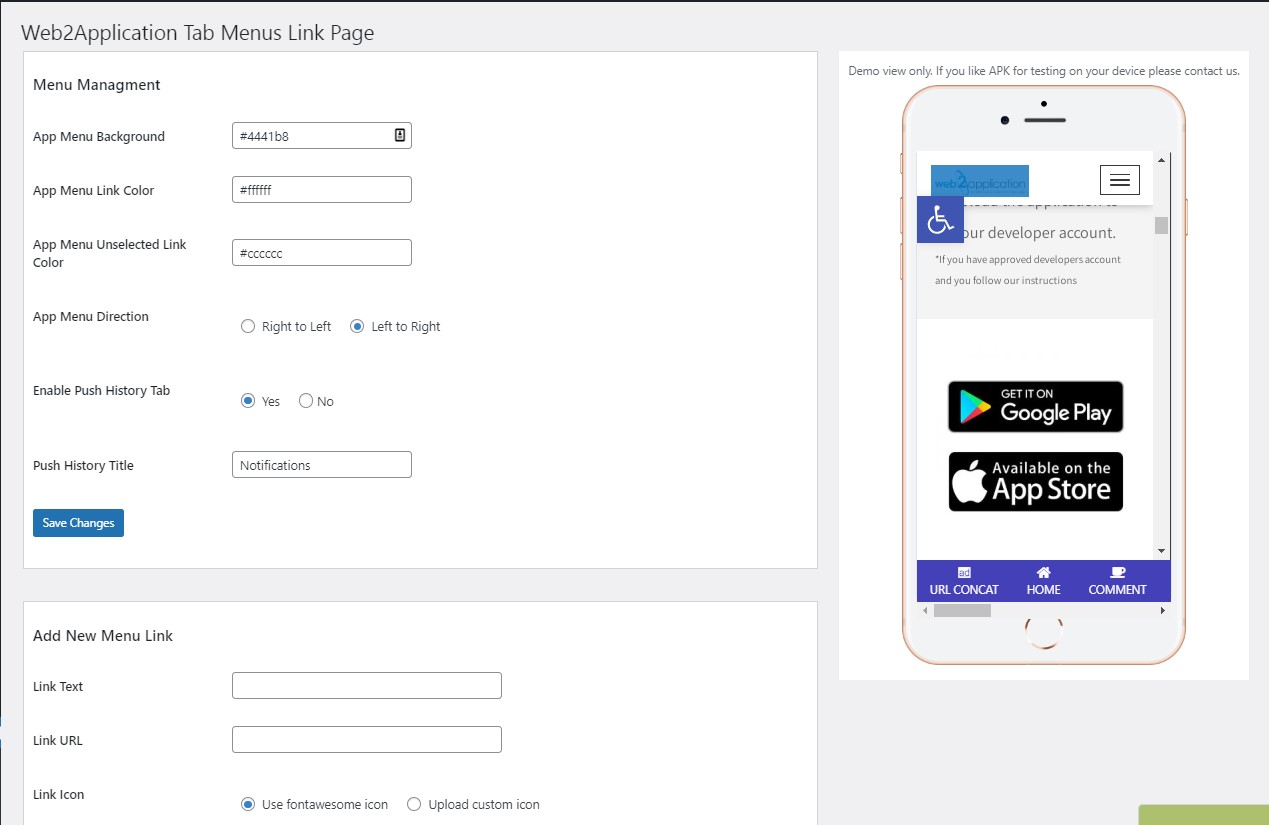 Web2Application Tab Menus Link Page
Menu Managment
App Menu Background
#4441b8
App Menu Link Color
#ffffff
App Menu Unselected Link
Color
#cccccc
App Menu Direction
Right to Left
Left to Right
Enable Push History Tab
Yes
No
Push History Title
Notifications
Save Changes
Add New Menu Link
Link Text
Link URL
Link Icon
Use fontawesome icon
Upload custom icon
Demo view only. If you like APK for testing on your device please contact us.
web2application
the application to
our developer account.
*If you have approved developers account
and you follow our instructions
GET IT ON
Google Play
Available on the
App Store
ad
URL CONCAT
HOME
COMMENT